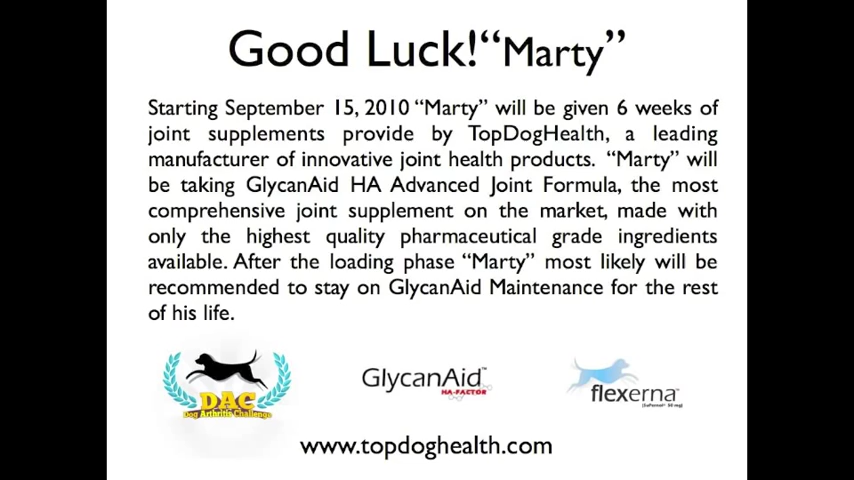 Good Luck!“Marty”
Starting September 15, 2010 “Marty” will be given 6 weeks of
joint supplements provide by TopDogHealth, a leading
manufacturer of innovative joint health products. “Marty” will
be taking GlycanAid HA Advanced Joint Formula, the most
comprehensive joint supplement on the market, made with
only the highest quality pharmaceutical grade ingredients
available. After the loading phase “Marty” most likely will be
recommended to stay on GlycanAid Maintenance for the rest
of his life.
DAC
Dog Arthritis Challenge
GlycanAid™
HA-FACTOR
flexerna™
www.topdoghealth.com